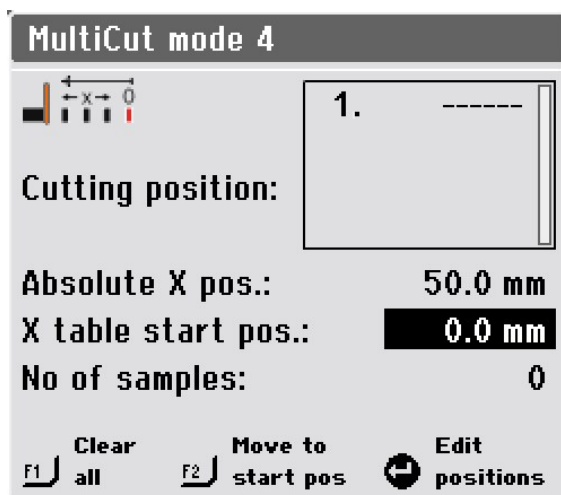 MultiCut mode 4
x 0
1. ------
Cutting position:
Absolute X pos.: 50.0 mm
X table start pos.: 0.0 mm
No of samples: 0
F1 Clear all
F2 Move to start pos
Edit positions